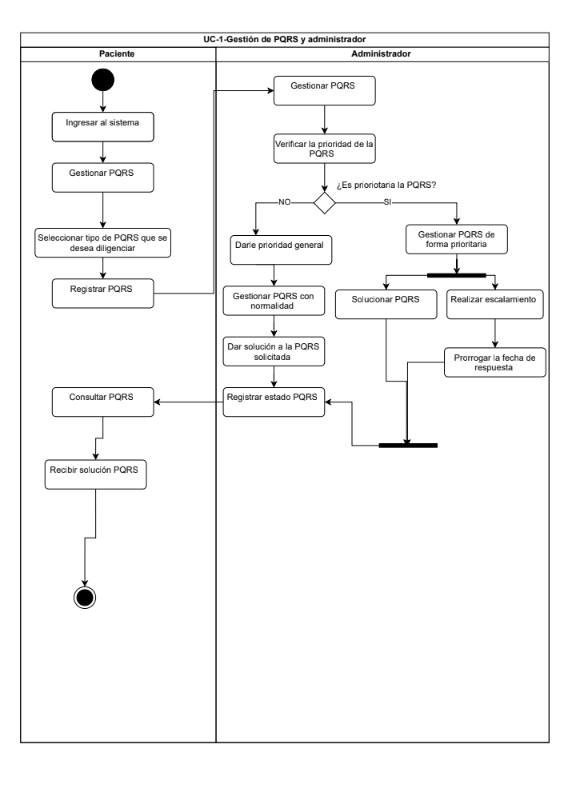 UC-1-Gestión de PQRS y administrador
Paciente
Administrador
Ingresar al sistema
Gestionar PQRS
Seleccionar tipo de PQRS que se
desea diligenciar
Registrar PQRS
Consultar PQRS
Recibir solución PQRS
Gestionar PQRS
Verificar la prioridad de la
PQRS
¿Es priorotaria la PQRS?
NO
SI
Darle prioridad general
Gestionar PQRS de
forma prioritaria
Gestionar PQRS con
normalidad
Solucionar PQRS
Realizar escalamiento
Dar solución a la PQRS
solicitada
Prorrogar la fecha de
respuesta
Registrar estado PQRS